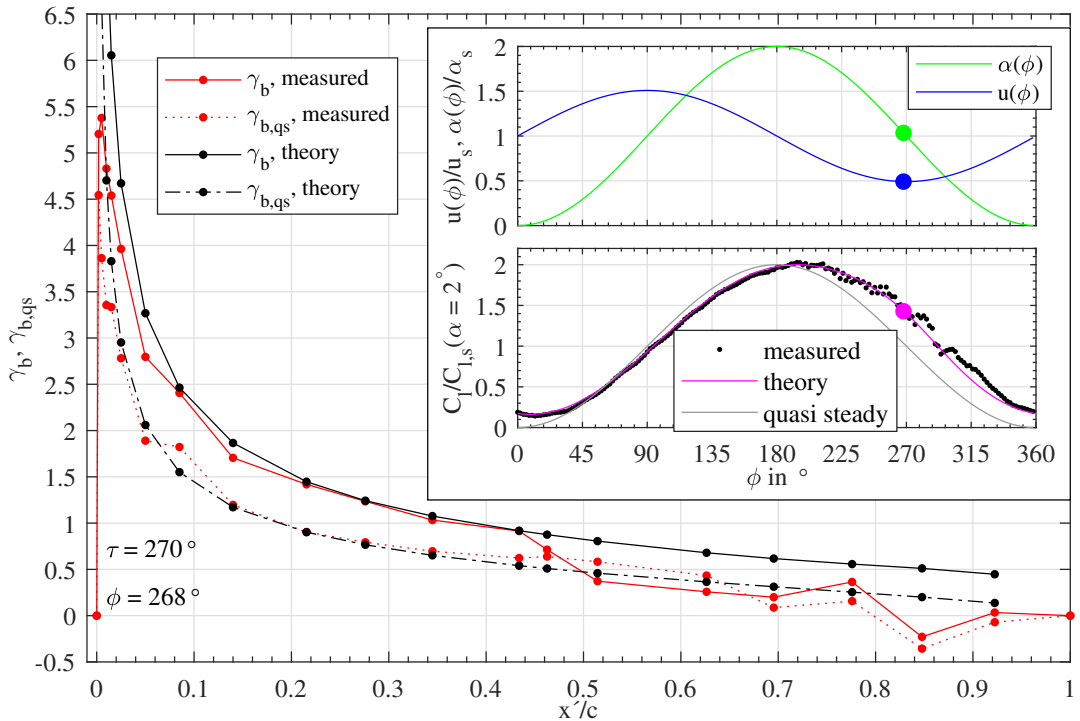 6.5
6
5.5
5
4.5
4
3.5
3
2.5
2
1.5
1
0.5
0
-0.5
γb, γb,qs
γb, measured
γb,qs, measured
γb, theory
γb,qs, theory
τ = 270°
φ = 268°
0 0.1 0.2 0.3 0.4 0.5 0.6 0.7 0.8 0.9 1
x´/c
2
1.5
1
0.5
0
u(φ)/us, α(φ)/αs
α(φ)
u(φ)
2
1.5
1
0.5
0
Cl/Cl,s(α = 2°)
measured
theory
quasi steady
0 45 90 135 180 225 270 315 360
φ in °